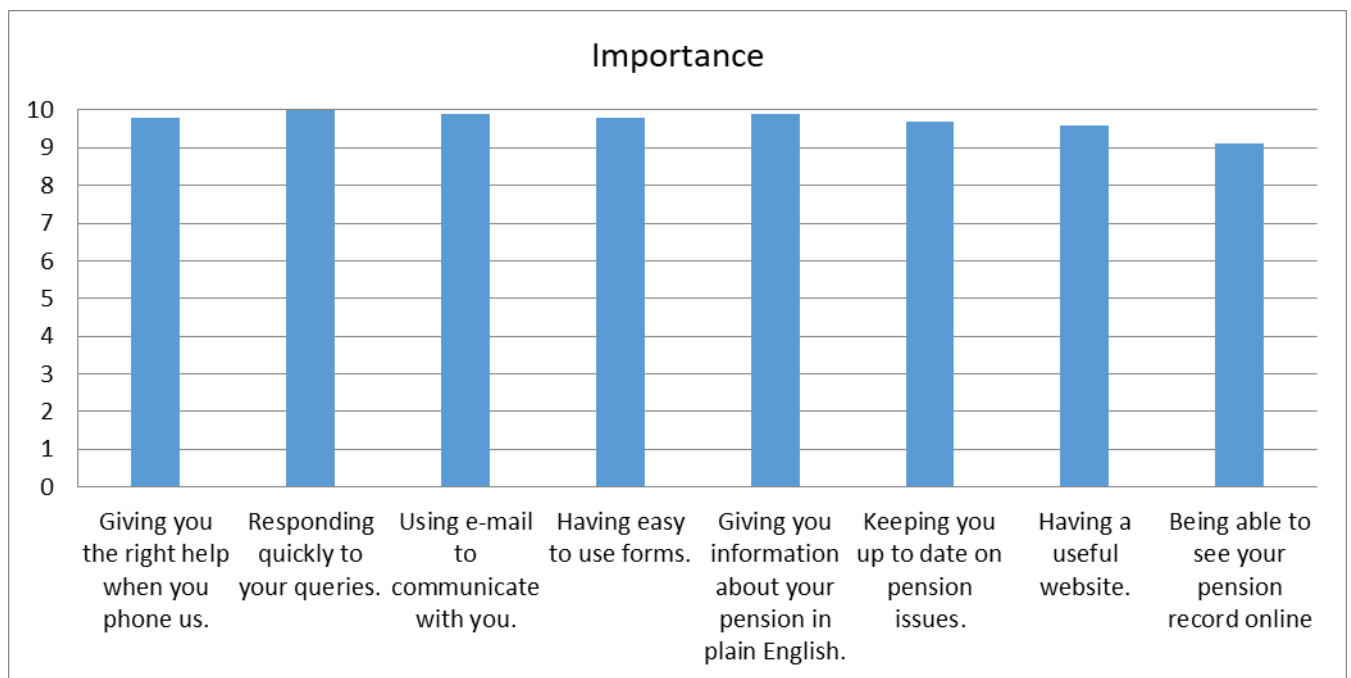 Importance
10
9
8
7
6
5
4
3
2
1
0
Giving you
the right help
when you
phone us.
Responding
quickly to
your queries.
Using e-mail
to
communicate
with you.
Having easy
to use forms.
Giving you
information
about your
pension in
plain English.
Keeping you
up to date on
pension
issues.
Having a
useful
website.
Being able to
see your
pension
record online